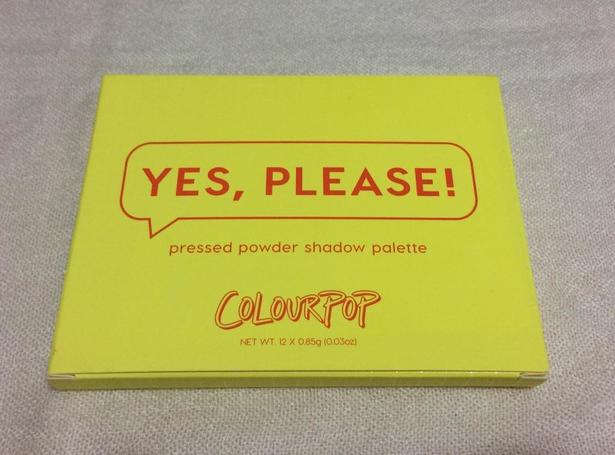 YES, PLEASE!
pressed powder shadow palette
COLOURPOP
NET WT. 12 X 0.85g (0.03oz)